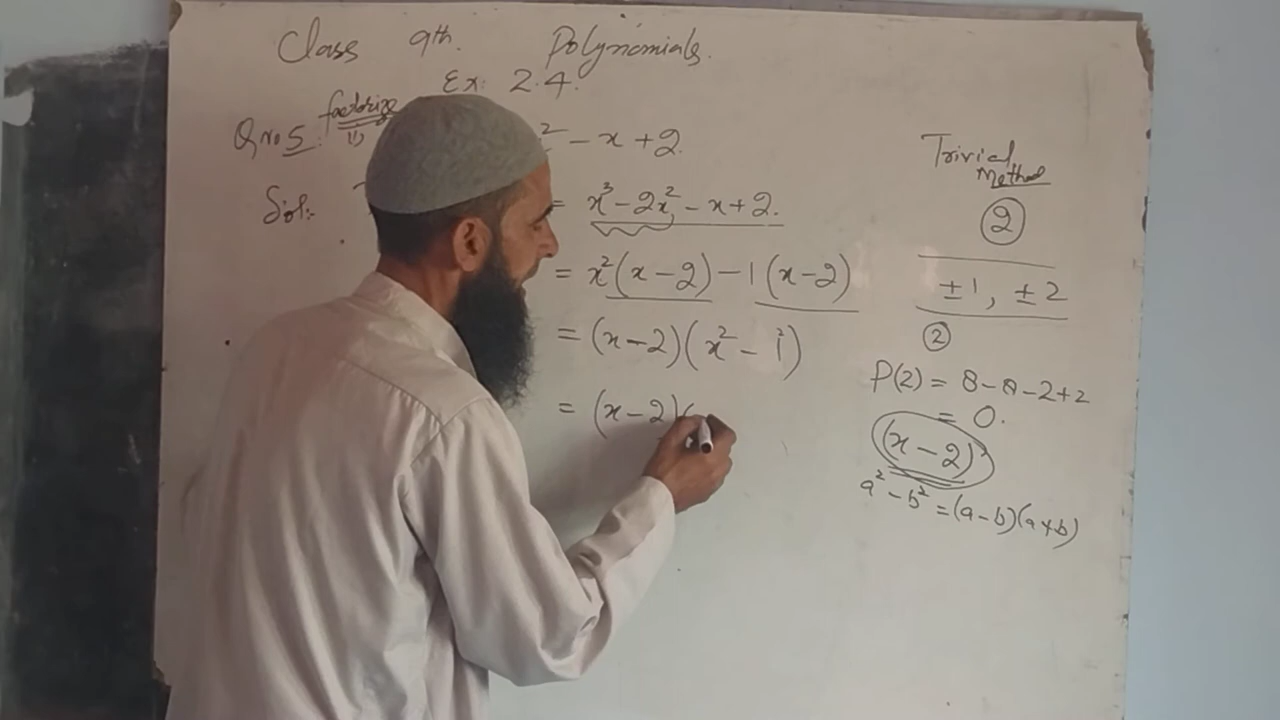 Class 9th. Polynomials.
Ex: 2.4.
Q no 5: factorize
i)
² - x + 2.
Sol:-
= x³ - 2x² - x + 2.
= x²(x - 2) - 1(x - 2)
= (x - 2)(x² - 1²)
= (x - 2)(
Trivial
Method
2
±1, ±2
2
P(2) = 8 - 8 - 2 + 2
= 0.
(x - 2)
a² - b² = (a - b)(a + b)